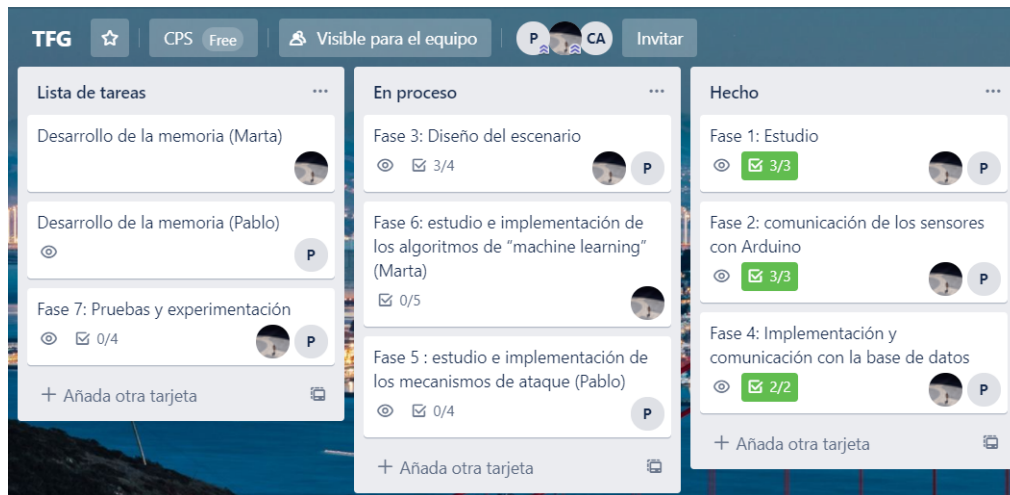 TFG
CPS Free
Visible para el equipo
P
CA
Invitar
Lista de tareas
Desarrollo de la memoria (Marta)
Desarrollo de la memoria (Pablo)
P
Fase 7: Pruebas y experimentación
0/4
P
+ Añada otra tarjeta
En proceso
Fase 3: Diseño del escenario
3/4
P
Fase 6: estudio e implementación de
los algoritmos de “machine learning”
(Marta)
0/5
Fase 5 : estudio e implementación de
los mecanismos de ataque (Pablo)
0/4
P
+ Añada otra tarjeta
Hecho
Fase 1: Estudio
3/3
P
Fase 2: comunicación de los sensores
con Arduino
3/3
P
Fase 4: Implementación y
comunicación con la base de datos
2/2
P
+ Añada otra tarjeta